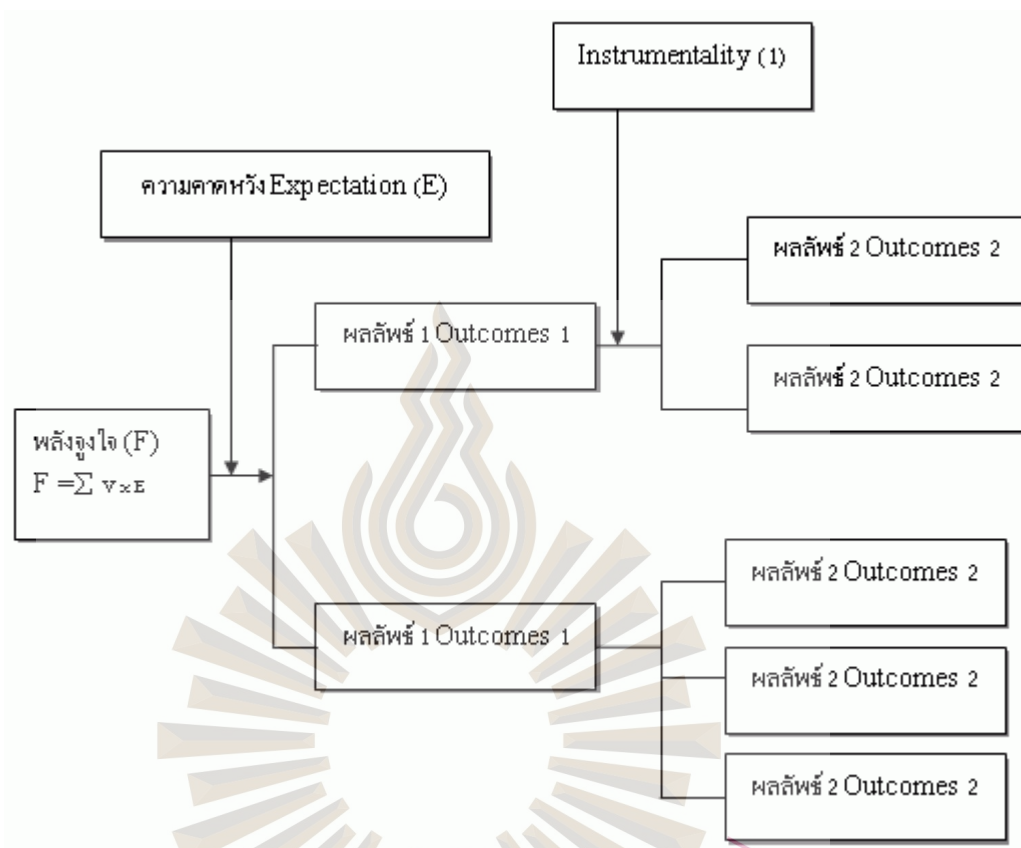 Instrumentality (1)
ความคาดหวัง Expectation (E)
ผลลัพธ์ 2 Outcomes 2
ผลลัพธ์ 1 Outcomes 1
ผลลัพธ์ 2 Outcomes 2
พลังจูงใจ (F)
F =∑ V×E
ผลลัพธ์ 2 Outcomes 2
ผลลัพธ์ 1 Outcomes 1
ผลลัพธ์ 2 Outcomes 2
ผลลัพธ์ 2 Outcomes 2